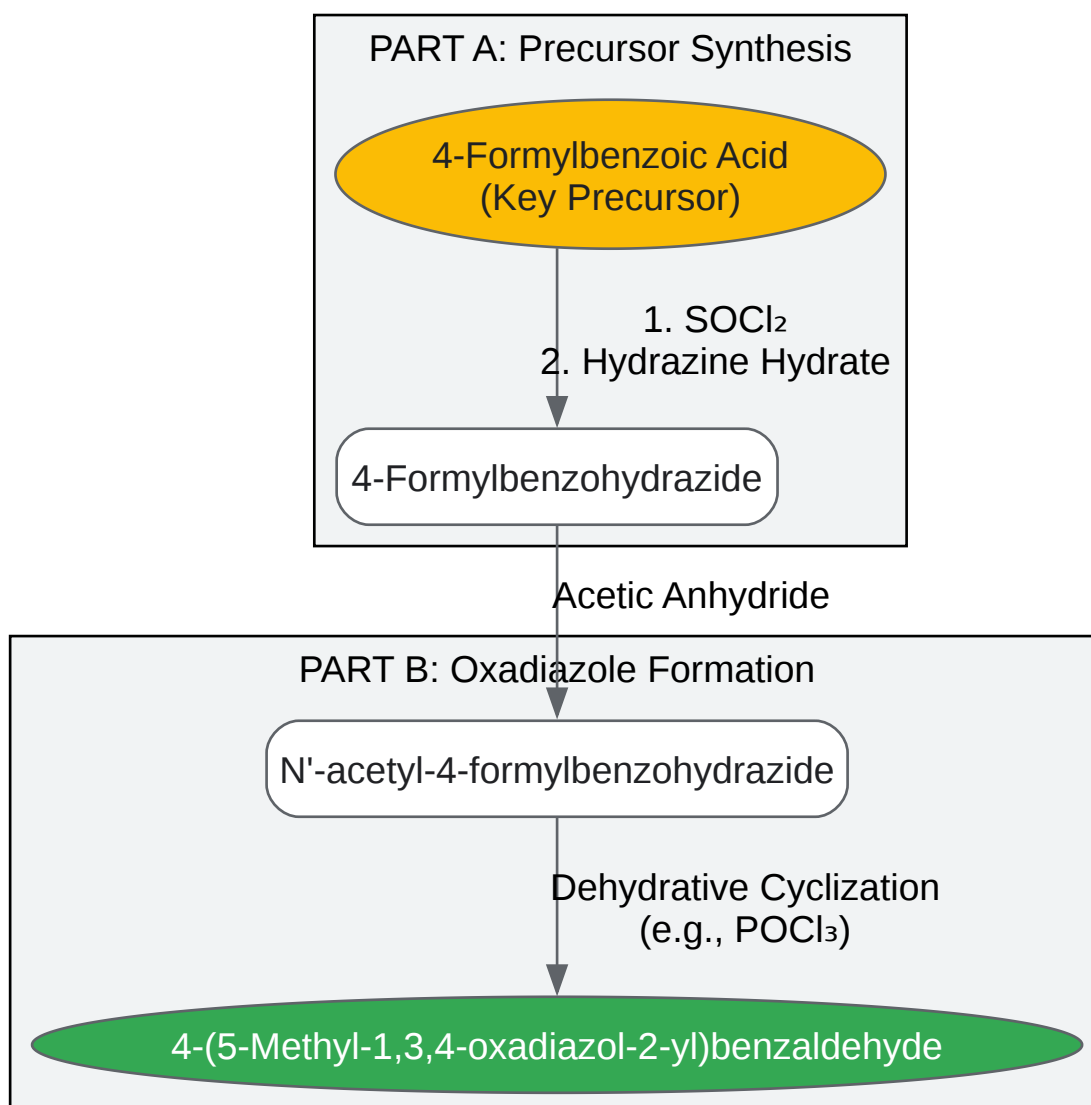 PART A: Precursor Synthesis
4-Formylbenzoic Acid
(Key Precursor)
1. SOCl₂
2. Hydrazine Hydrate
4-Formylbenzohydrazide
Acetic Anhydride
PART B: Oxadiazole Formation
N'-acetyl-4-formylbenzohydrazide
Dehydrative Cyclization
(e.g., POCl₃)
4-(5-Methyl-1,3,4-oxadiazol-2-yl)benzaldehyde